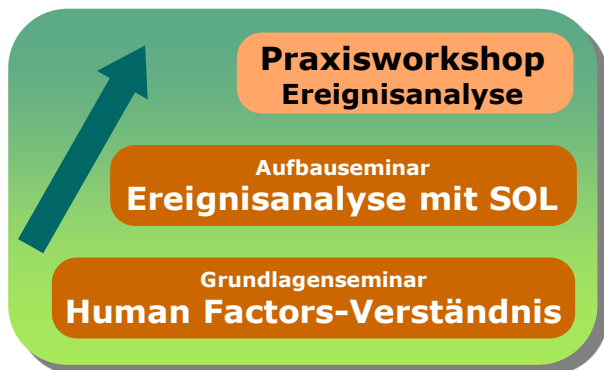 Praxisworkshop
Ereignisanalyse
Aufbauseminar
Ereignisanalyse mit SOL
Grundlagenseminar
Human Factors-Verständnis